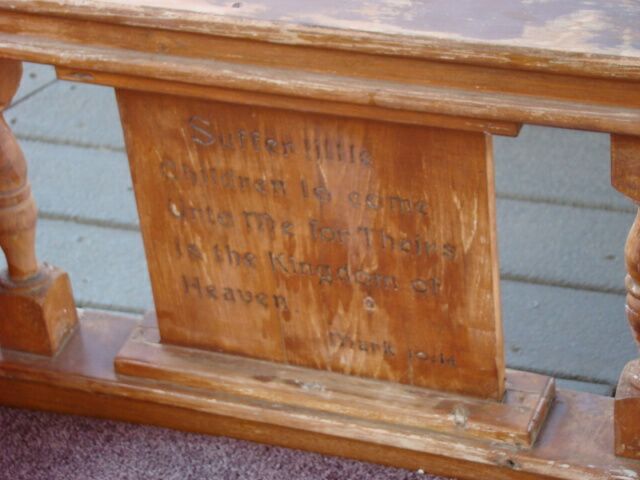 Suffer little
Children to come
unto Me for Theirs
is the Kingdom of
Heaven.
Mark 10:14